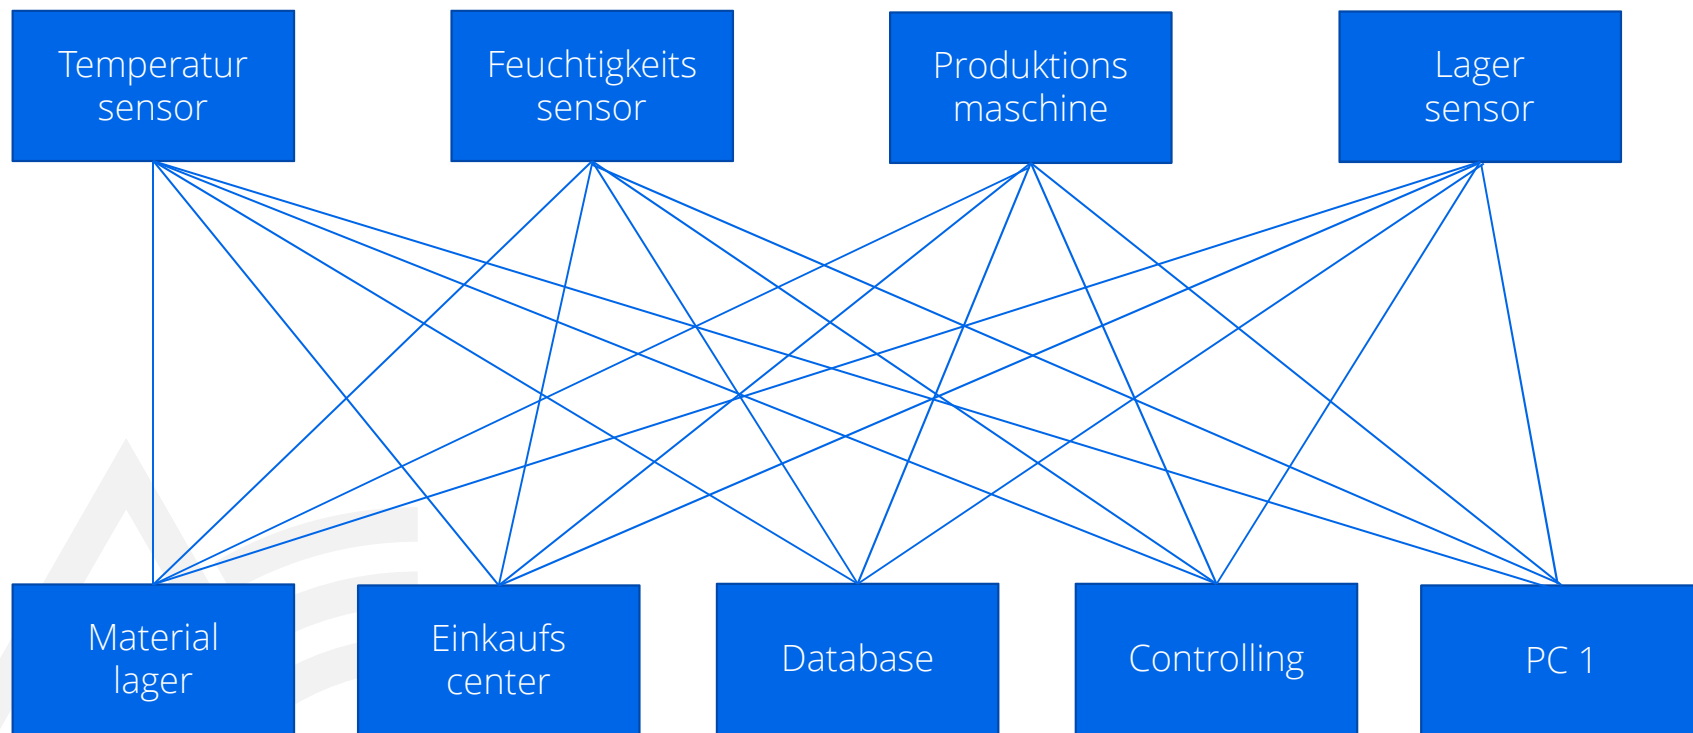 Temperatur
sensor
Feuchtigkeits
sensor
Produktions
maschine
Lager
sensor
Material
lager
Einkaufs
center
Database
Controlling
PC 1